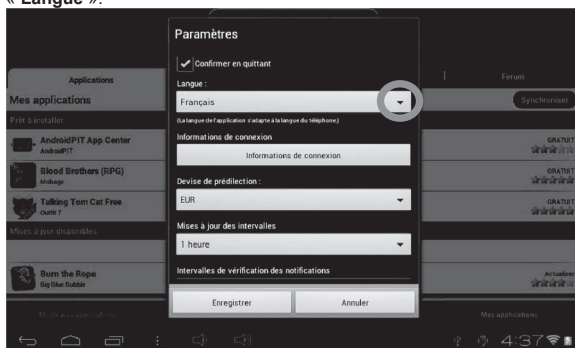 « Langue ».
Paramètres
Confirmer en quittant
Applications
Forum
Langue :
Mes applications
Français
Synchroniser
(La langue de l'application s'adapte à la langue du téléphone.)
Prêt à installer
Informations de connexion
AndroidPIT App Center
GRATUIT
AndroidPIT
Informations de connexion
Blood Brothers (RPG)
GRATUIT
Mobage
Devise de prédilection :
Talking Tom Cat Free
EUR
GRATUIT
Outfit 7
Mises à jour disponibles
Mises à jour des intervalles
1 heure
Burn the Rope
Intervalles de vérification des notifications
Actualiser
Big Blue Bubble
Enregistrer
Annuler
Meilleures applications
Mes applications
4:37